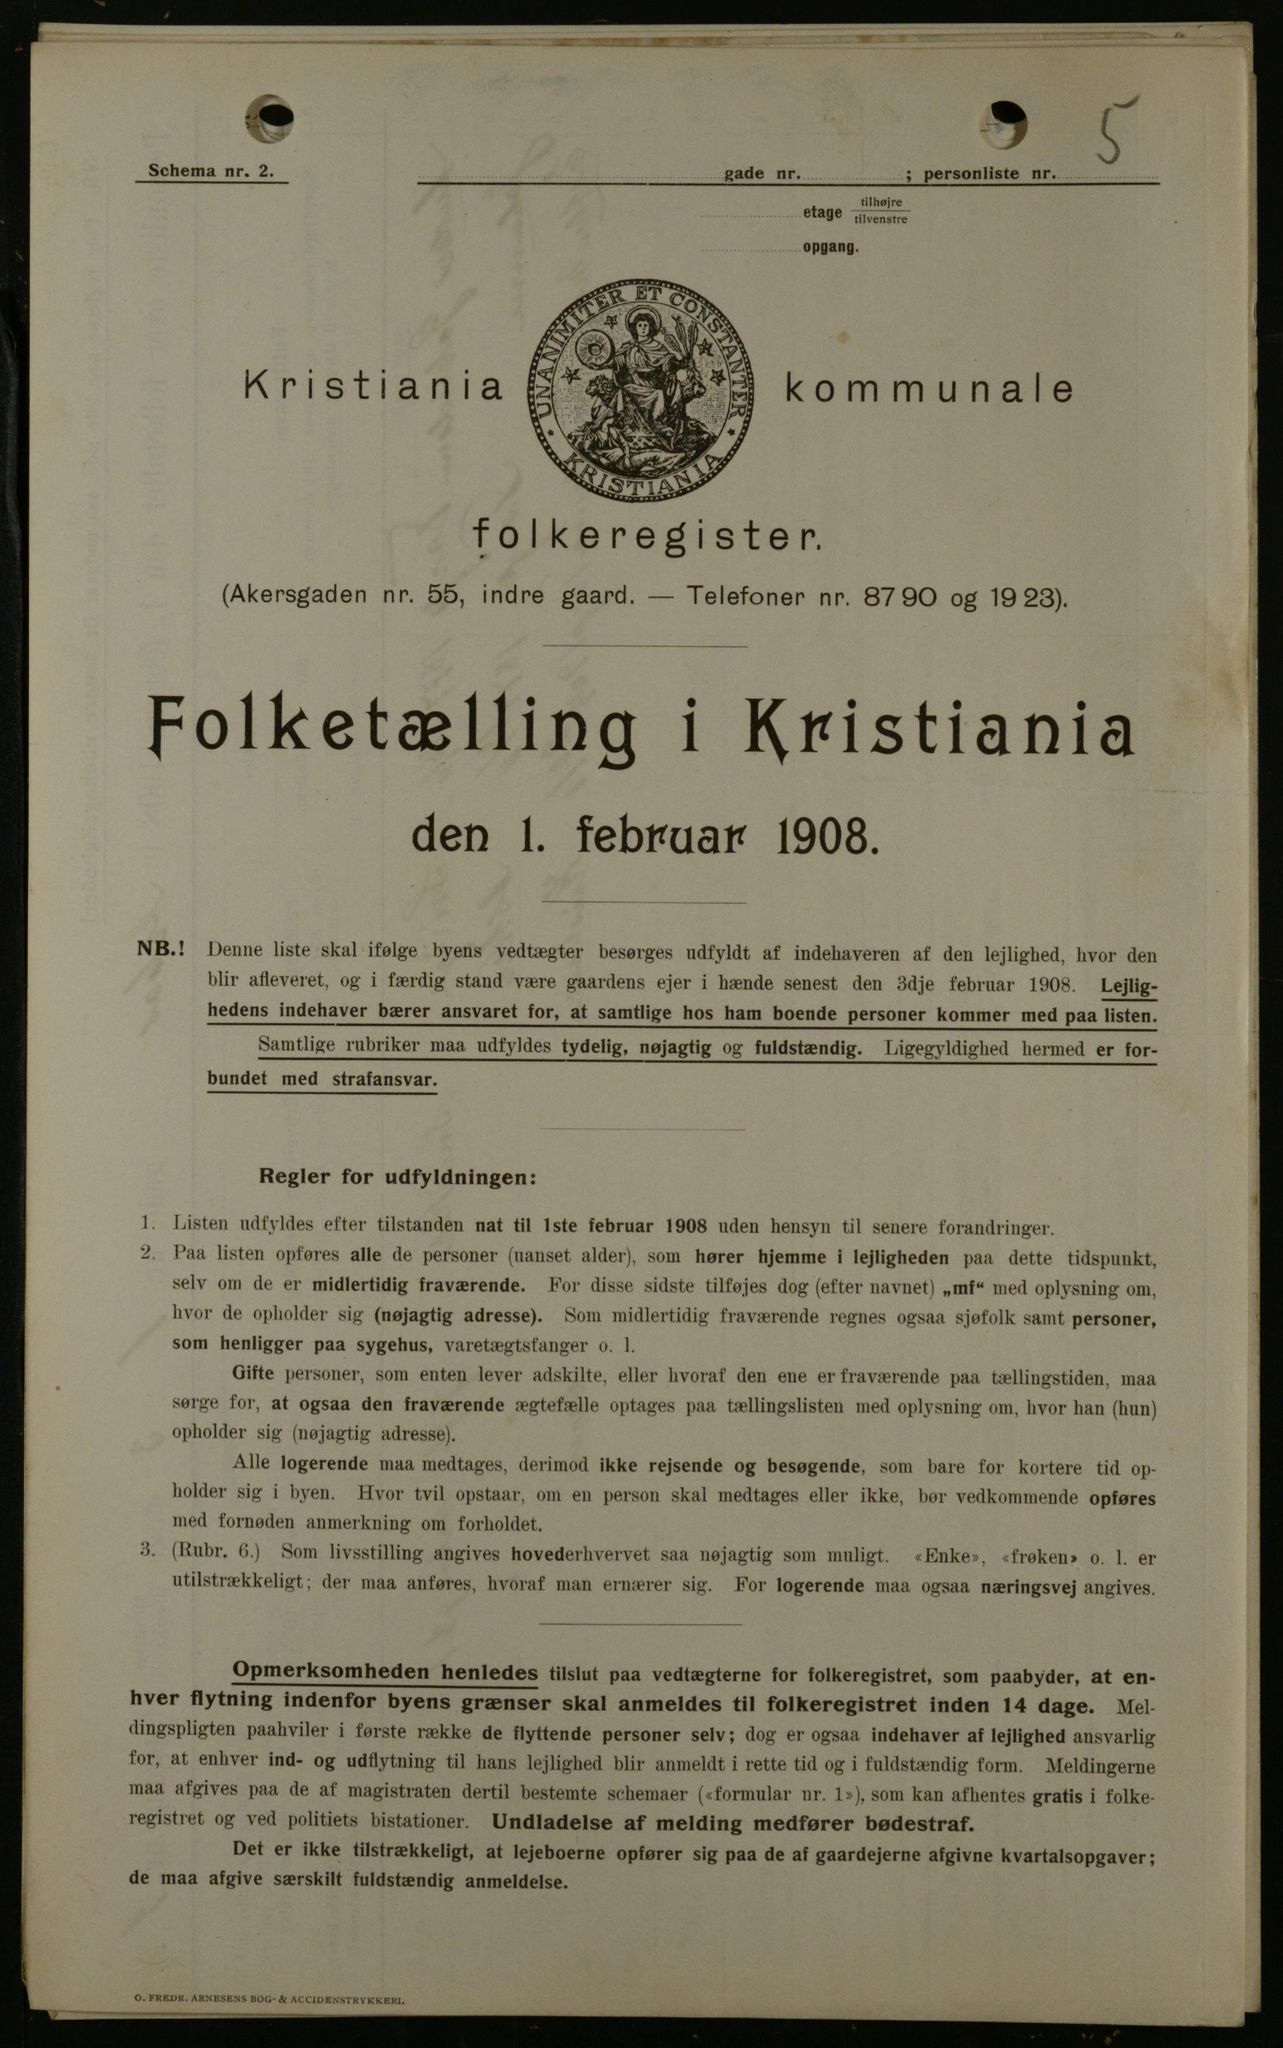 5
Schema nr. 2.
gade nr. ; personliste nr.
etage tilhøjre
tilvenstre
opgang.
UNANIMITER ET CONSTANTER
KRISTIANIA
Kristiania kommunale
folkeregister.
(Akersgaden nr. 55, indre gaard. — Telefoner nr. 87 90 og 19 23).
Folketælling i Kristiania
den 1. februar 1908.
NB.! Denne liste skal ifølge byens vedtægter besørges udfyldt af indehaveren af den lejlighed, hvor den
blir afleveret, og i færdig stand være gaardens ejer i hænde senest den 3dje februar 1908. Lejlig-
hedens indehaver bærer ansvaret for, at samtlige hos ham boende personer kommer med paa listen.
Samtlige rubriker maa udfyldes tydelig, nøjagtig og fuldstændig. Ligegyldighed hermed er for-
bundet med strafansvar.
Regler for udfyldningen:
1. Listen udfyldes efter tilstanden nat til 1ste februar 1908 uden hensyn til senere forandringer.
2. Paa listen opføres alle de personer (uanset alder), som hører hjemme i lejligheden paa dette tidspunkt,
selv om de er midlertidig fraværende. For disse sidste tilføjes dog (efter navnet) „mf“ med oplysning om,
hvor de opholder sig (nøjagtig adresse). Som midlertidig fraværende regnes ogsaa sjøfolk samt personer,
som henligger paa sygehus, varetægtsfanger o. l.
Gifte personer, som enten lever adskilte, eller hvoraf den ene er fraværende paa tællingstiden, maa
sørge for, at ogsaa den fraværende ægtefælle optages paa tællingslisten med oplysning om, hvor han (hun)
opholder sig (nøjagtig adresse).
Alle logerende maa medtages, derimod ikke rejsende og besøgende, som bare for kortere tid op-
holder sig i byen. Hvor tvil opstaar, om en person skal medtages eller ikke, bør vedkommende opføres
med fornøden anmerkning om forholdet.
3. (Rubr. 6.) Som livsstilling angives hovederhvervet saa nøjagtig som muligt. «Enke», «frøken» o. l. er
utilstrækkeligt; der maa anføres, hvoraf man ernærer sig. For logerende maa ogsaa næringsvej angives.
Opmerksomheden henledes tilslut paa vedtægterne for folkeregistret, som paabyder, at en-
hver flytning indenfor byens grænser skal anmeldes til folkeregistret inden 14 dage. Mel-
dingspligten paahviler i første række de flyttende personer selv; dog er ogsaa indehaver af lejlighed ansvarlig
for, at enhver ind- og udflytning til hans lejlighed blir anmeldt i rette tid og i fuldstændig form. Meldingerne
maa afgives paa de af magistraten dertil bestemte schemaer («formular nr. 1»), som kan afhentes gratis i folke-
registret og ved politiets bistationer. Undladelse af melding medfører bødestraf.
Det er ikke tilstrækkeligt, at lejeboerne opfører sig paa de af gaardejerne afgivne kvartalsopgaver;
de maa afgive særskilt fuldstændig anmeldelse.
O. FREDR. ARNESENS BOG- & ACCIDENSTRYKKERI.